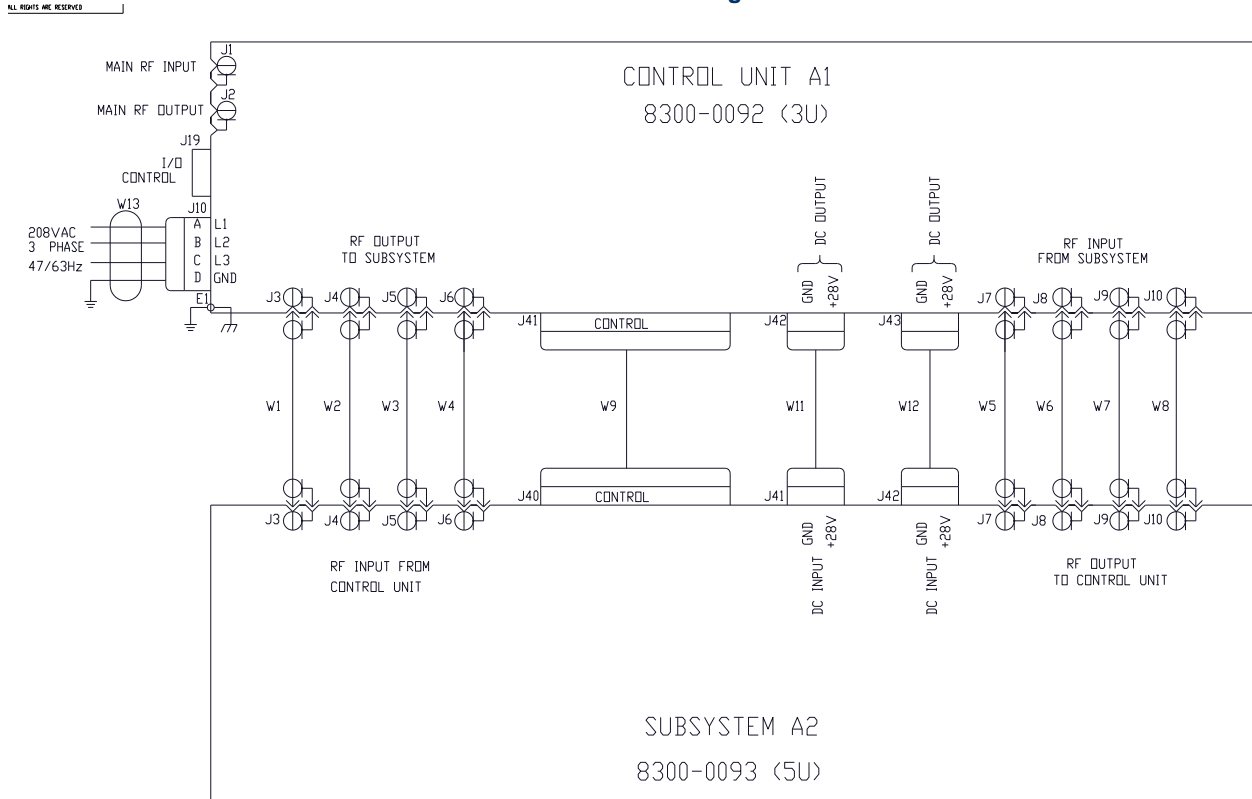 ALL RIGHTS ARE RESERVED
J1
MAIN RF INPUT
J2
MAIN RF OUTPUT
J19
I/O
CONTROL
W13
J10
208VAC
3 PHASE
47/63Hz
A L1
B L2
C L3
D GND
E1
CONTROL UNIT A1
8300-0092 (3U)
RF OUTPUT
TO SUBSYSTEM
DC OUTPUT
DC OUTPUT
RF INPUT
FROM SUBSYSTEM
GND
+28V
GND
+28V
J3 J4 J5 J6
J41 CONTROL
J42
J43
J7 J8 J9 J10
W1 W2 W3 W4 W9 W11 W12 W5 W6 W7 W8
J40 CONTROL
J41
J42
J3 J4 J5 J6
J7 J8 J9 J10
GND
+28V
GND
+28V
DC INPUT
DC INPUT
RF INPUT FROM
CONTROL UNIT
RF OUTPUT
TO CONTROL UNIT
SUBSYSTEM A2
8300-0093 (5U)